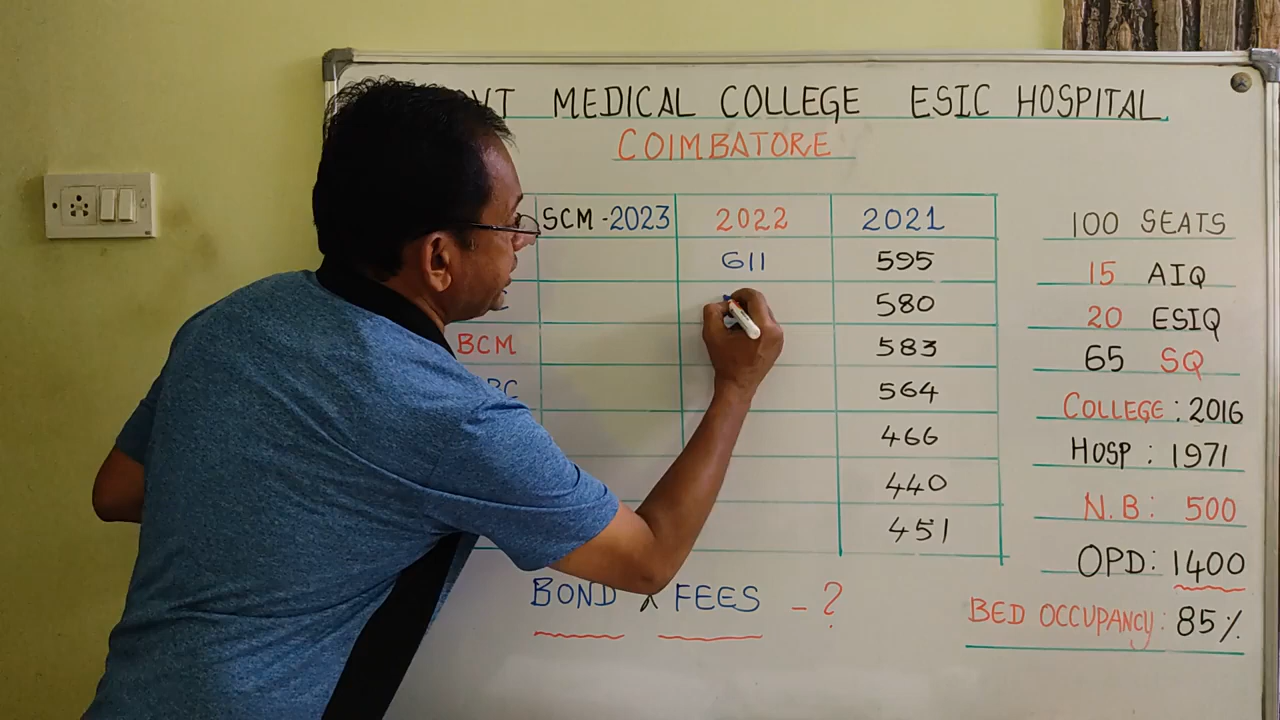 MEDICAL COLLEGE ESIC HOSPITAL
COIMBATORE
SCM - 2023 2022 2021
611 595
580
BCM 583
564
466
440
451
BOND FEES - ?
100 SEATS
15 AIQ
20 ESIQ
65 SQ
COLLEGE : 2016
HOSP : 1971
N.B : 500
OPD : 1400
BED OCCUPANCY : 85%